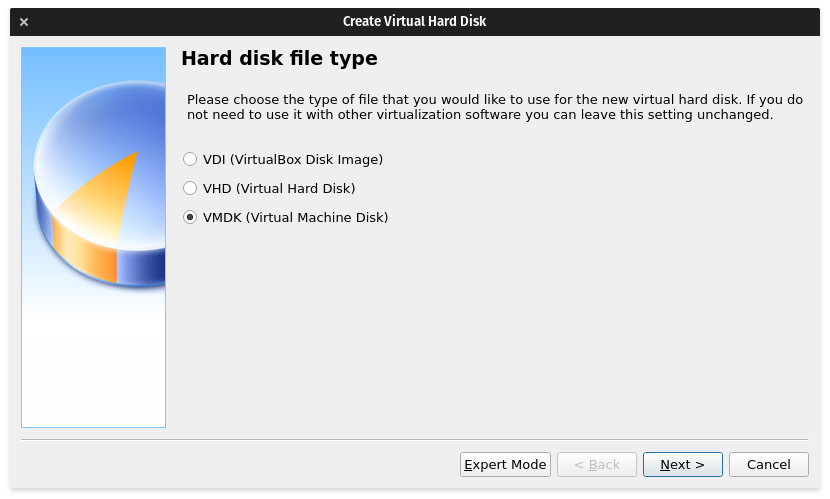 Create Virtual Hard Disk
Hard disk file type
Please choose the type of file that you would like to use for the new virtual hard disk. If you do
not need to use it with other virtualization software you can leave this setting unchanged.
VDI (VirtualBox Disk Image)
VHD (Virtual Hard Disk)
VMDK (Virtual Machine Disk)
Expert Mode
< Back
Next >
Cancel